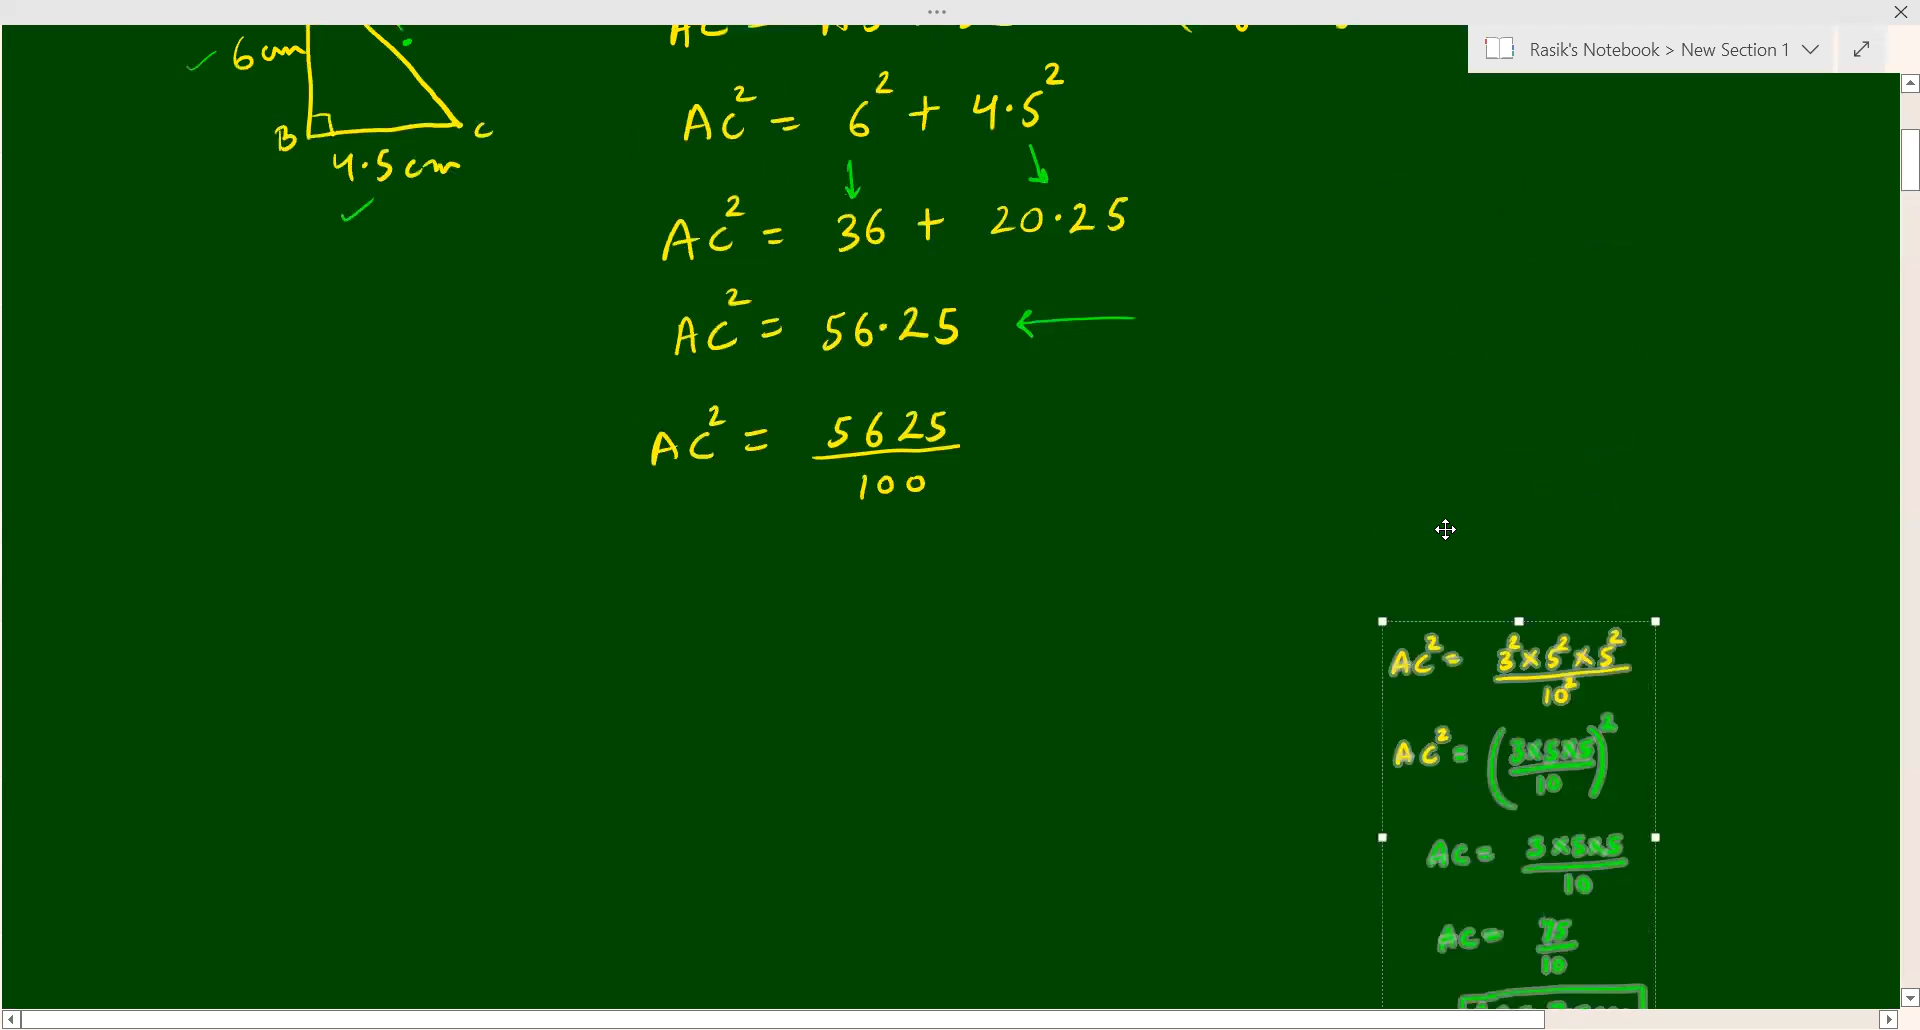 Rasik's Notebook > New Section 1
6cm
B
C
4.5 cm
AC² = 6² + 4.5²
AC² = 36 + 20.25
AC² = 56.25
AC² = 5625
100
AC² = 3² × 5² × 5²
10²
AC² = (3×5×5)²
10
AC = 3×5×5
10
AC = 75
10